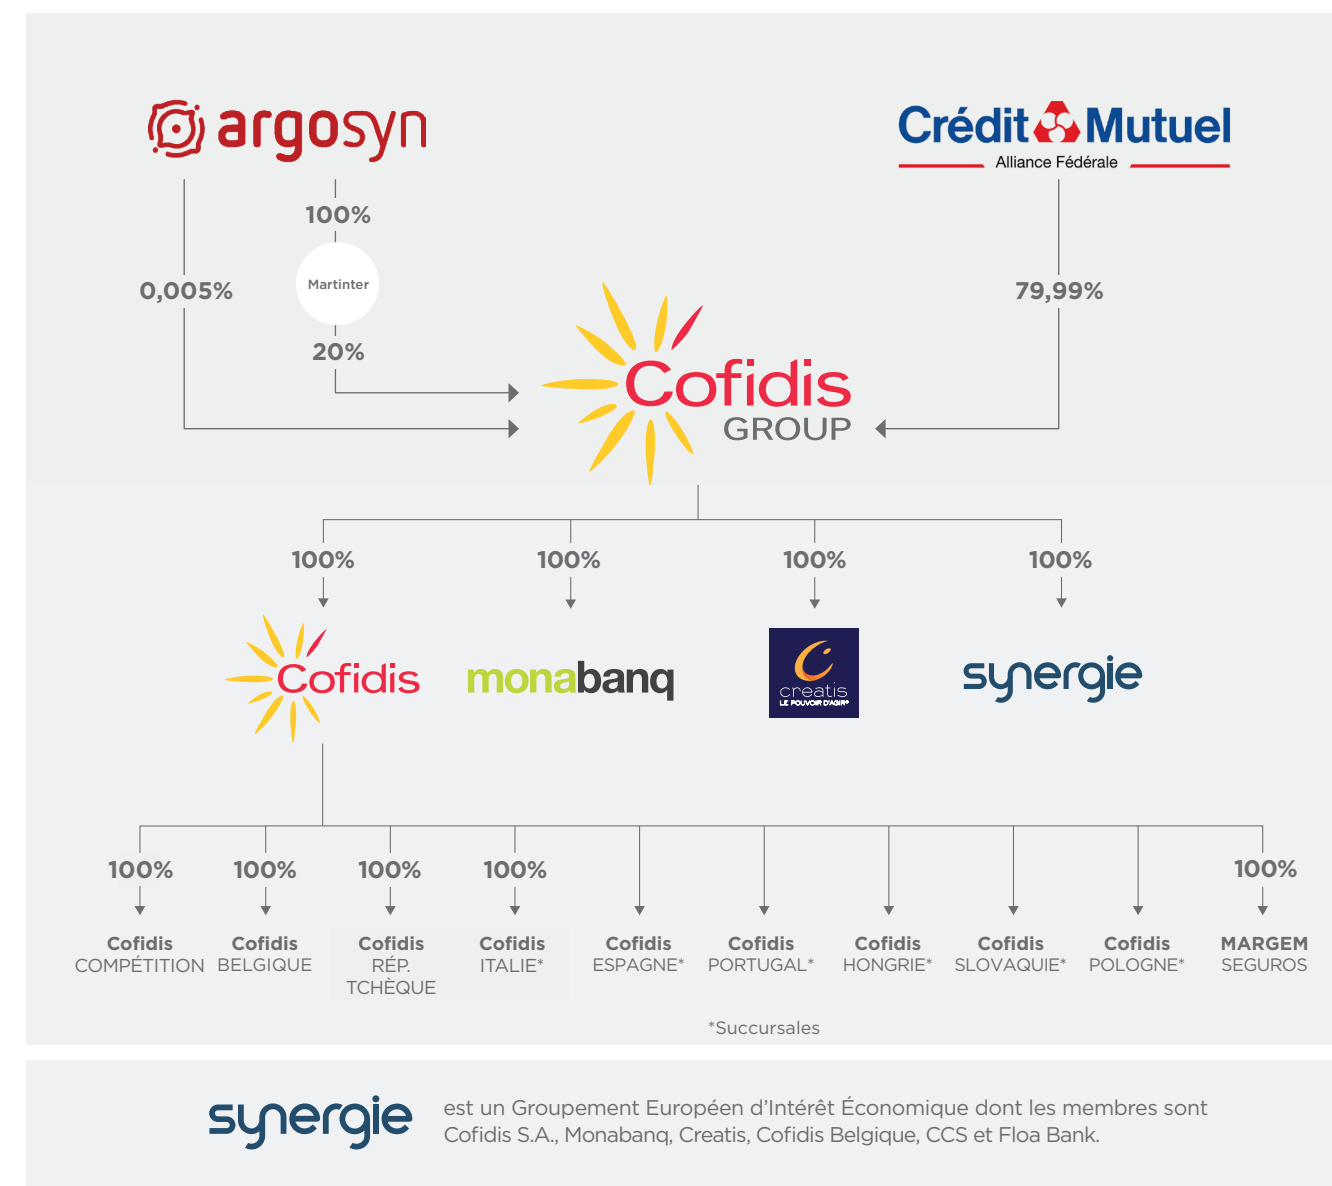 argosyn
Crédit Mutuel
Alliance Fédérale
100%
Martinter
0,005%
79,99%
20%
Cofidis
GROUP
100%
100%
100%
100%
Cofidis
monabanq
creatis
LE POUVOIR D'AGIR*
synergie
100%
100%
100%
100%
100%
Cofidis
COMPÉTITION
Cofidis
BELGIQUE
Cofidis
RÉP.
TCHÈQUE
Cofidis
ITALIE*
Cofidis
ESPAGNE*
Cofidis
PORTUGAL*
Cofidis
HONGRIE*
Cofidis
SLOVAQUIE*
Cofidis
POLOGNE*
MARGEM
SEGUROS
*Succursales
synergie
est un Groupement Européen d’Intérêt Économique dont les membres sont
Cofidis S.A., Monabanq, Creatis, Cofidis Belgique, CCS et Floa Bank.